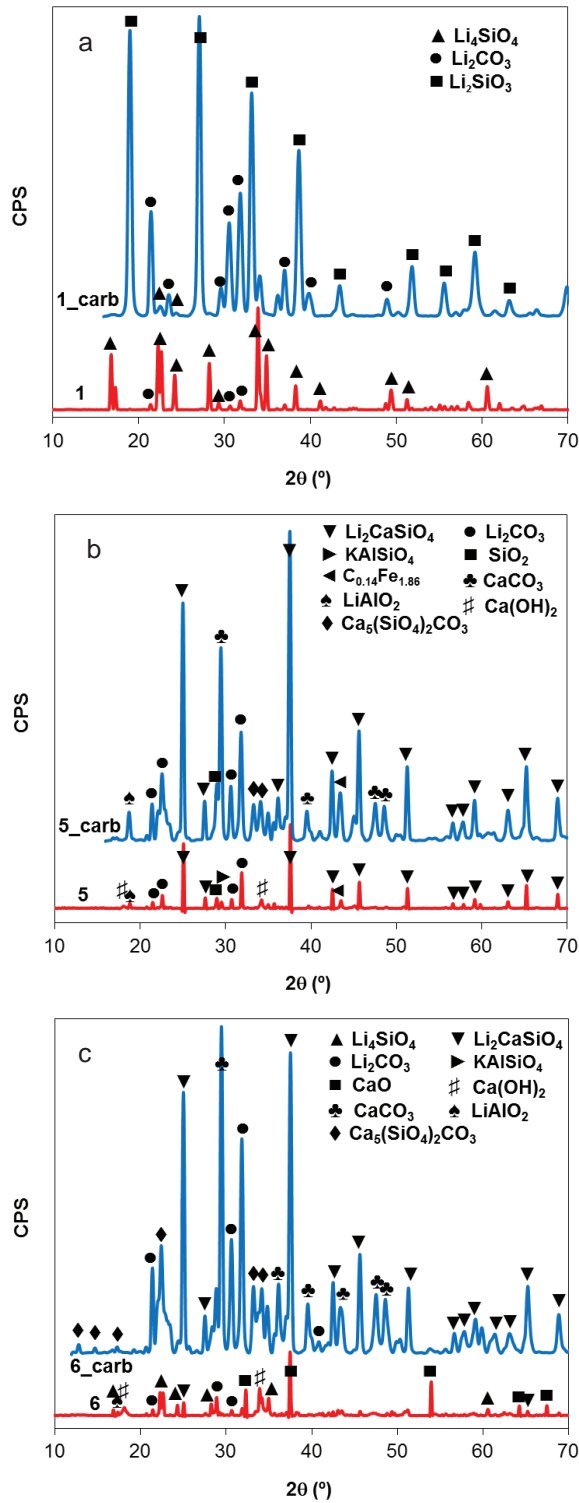 a
▲ Li₄SiO₄
● Li₂CO₃
■ Li₂SiO₃
CPS
1_carb
1
10 20 30 40 50 60 70
2θ (º)
b
▼ Li₂CaSiO₄ ● Li₂CO₃
► KAlSiO₄ ■ SiO₂
◄ C₀.₁₄Fe₁.₈₆ ♣ CaCO₃
♠ LiAlO₂ ♯ Ca(OH)₂
♦ Ca₅(SiO₄)₂CO₃
CPS
5_carb
5
10 20 30 40 50 60 70
2θ (º)
c
▲ Li₄SiO₄ ▼ Li₂CaSiO₄
● Li₂CO₃ ► KAlSiO₄
■ CaO ♯ Ca(OH)₂
♣ CaCO₃ ♠ LiAlO₂
♦ Ca₅(SiO₄)₂CO₃
CPS
6_carb
6
10 20 30 40 50 60 70
2θ (º)